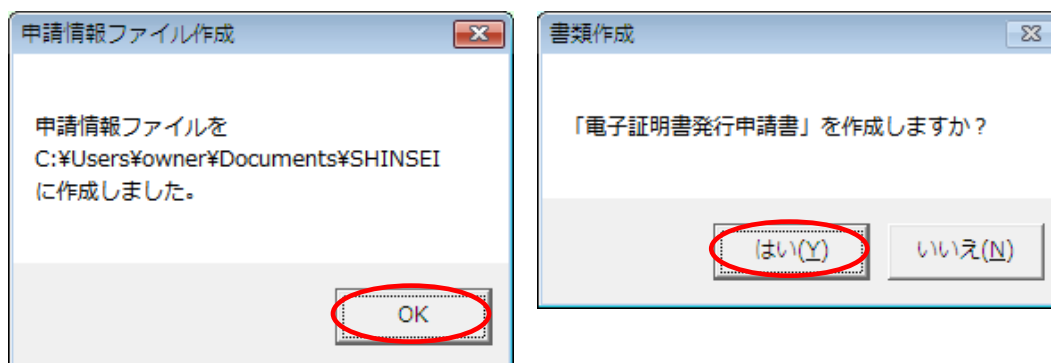 申請情報ファイル作成
申請情報ファイルを
C:¥Users¥owner¥Documents¥SHINSEI
に作成しました。
OK
書類作成
「電子証明書発行申請書」を作成しますか？
はい(Y)
いいえ(N)